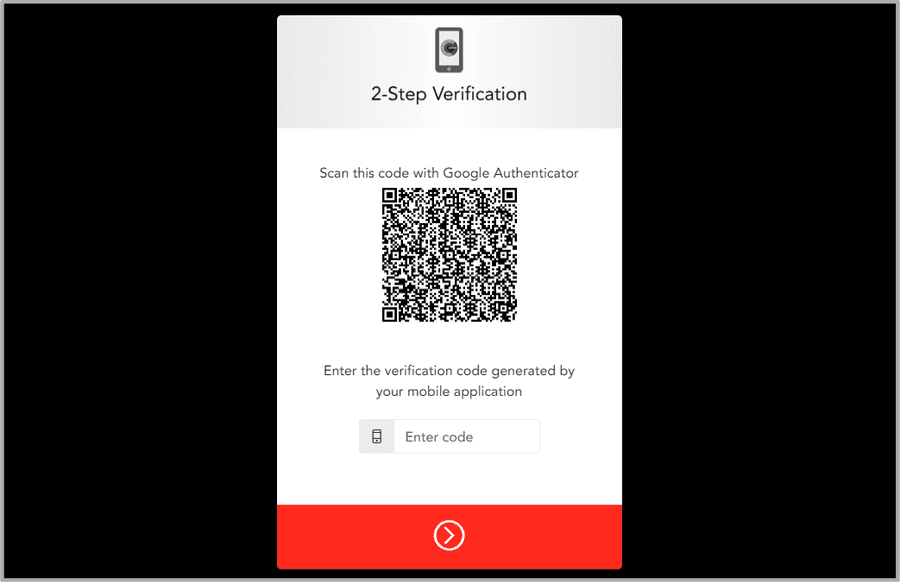 2-Step Verification
Scan this code with Google Authenticator
Enter the verification code generated by
your mobile application
Enter code